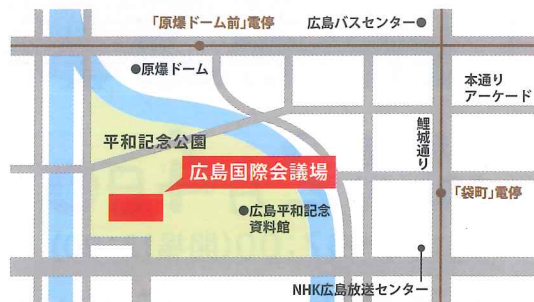 「原爆ドーム前」電停
広島バスセンター
原爆ドーム
本通り
アーケード
鯉城通り
平和記念公園
広島国際会議場
「袋町」電停
広島平和記念
資料館
NHK広島放送センター